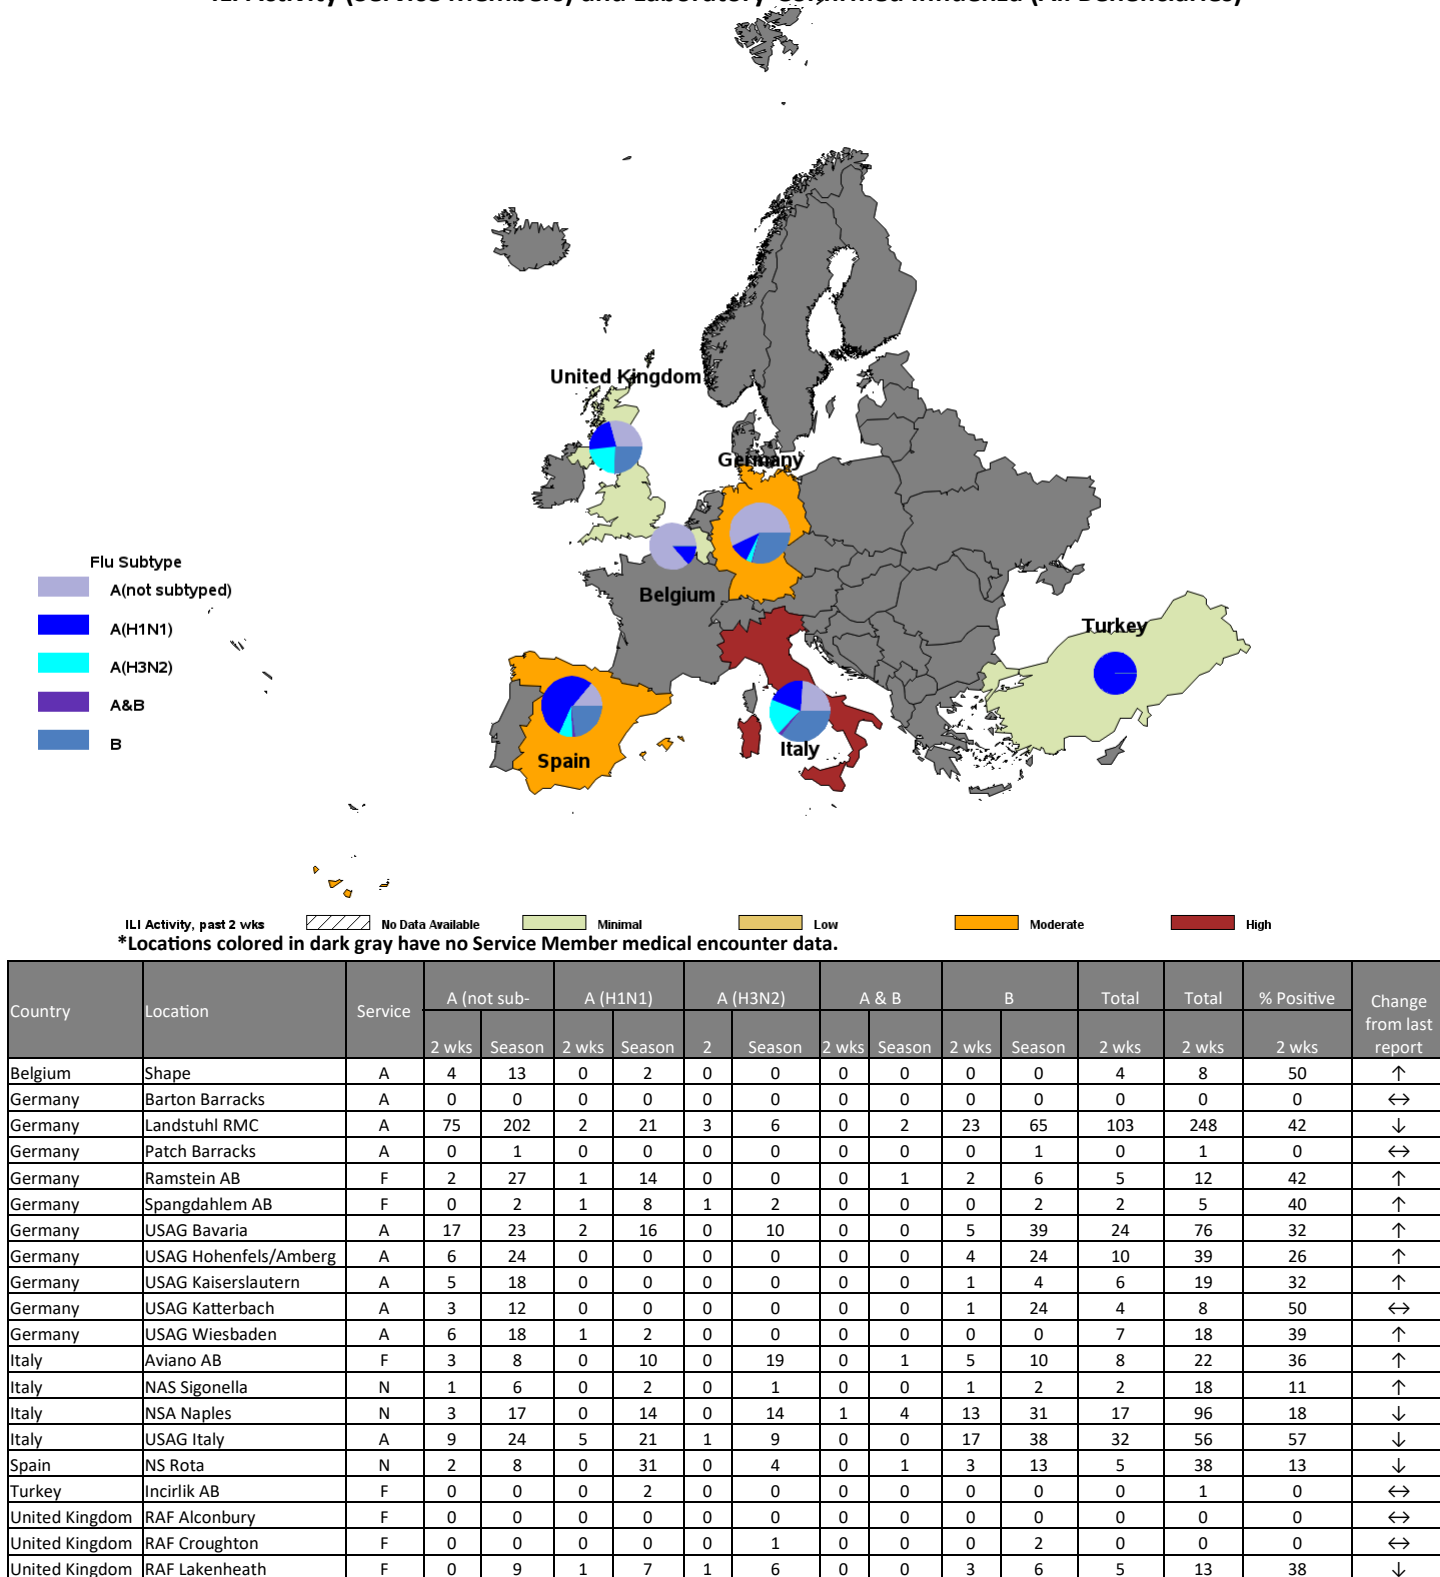 United Kingdom
Germany
Belgium
Turkey
Spain
Italy
Flu Subtype
A(not subtyped)
A(H1N1)
A(H3N2)
A&B
B
ILI Activity, past 2 wks No Data Available Minimal Low Moderate High
*Locations colored in dark gray have no Service Member medical encounter data.
Country Location Service A (not sub- A (H1N1) A (H3N2) A & B B Total Total % Positive Change from last report
2 wks Season 2 wks Season 2 Season 2 wks Season 2 wks Season 2 wks 2 wks 2 wks
Belgium Shape A 4 13 0 2 0 0 0 0 0 0 4 8 50 ↑
Germany Barton Barracks A 0 0 0 0 0 0 0 0 0 0 0 0 0 ↔
Germany Landstuhl RMC A 75 202 2 21 3 6 0 2 23 65 103 248 42 ↓
Germany Patch Barracks A 0 1 0 0 0 0 0 0 0 1 0 1 0 ↔
Germany Ramstein AB F 2 27 1 14 0 0 0 1 2 6 5 12 42 ↑
Germany Spangdahlem AB F 0 2 1 8 1 2 0 0 0 2 2 5 40 ↑
Germany USAG Bavaria A 17 23 2 16 0 10 0 0 5 39 24 76 32 ↑
Germany USAG Hohenfels/Amberg A 6 24 0 0 0 0 0 0 4 24 10 39 26 ↑
Germany USAG Kaiserslautern A 5 18 0 0 0 0 0 0 1 4 6 19 32 ↑
Germany USAG Katterbach A 3 12 0 0 0 0 0 0 1 24 4 8 50 ↔
Germany USAG Wiesbaden A 6 18 1 2 0 0 0 0 0 0 7 18 39 ↑
Italy Aviano AB F 3 8 0 10 0 19 0 1 5 10 8 22 36 ↑
Italy NAS Sigonella N 1 6 0 2 0 1 0 0 1 2 2 18 11 ↑
Italy NSA Naples N 3 17 0 14 0 14 1 4 13 31 17 96 18 ↓
Italy USAG Italy A 9 24 5 21 1 9 0 0 17 38 32 56 57 ↓
Spain NS Rota N 2 8 0 31 0 4 0 1 3 13 5 38 13 ↓
Turkey Incirlik AB F 0 0 0 2 0 0 0 0 0 0 0 1 0 ↔
United Kingdom RAF Alconbury F 0 0 0 0 0 0 0 0 0 0 0 0 0 ↔
United Kingdom RAF Croughton F 0 0 0 0 0 1 0 0 0 2 0 0 0 ↔
United Kingdom RAF Lakenheath F 0 9 1 7 1 6 0 0 3 6 5 13 38 ↓